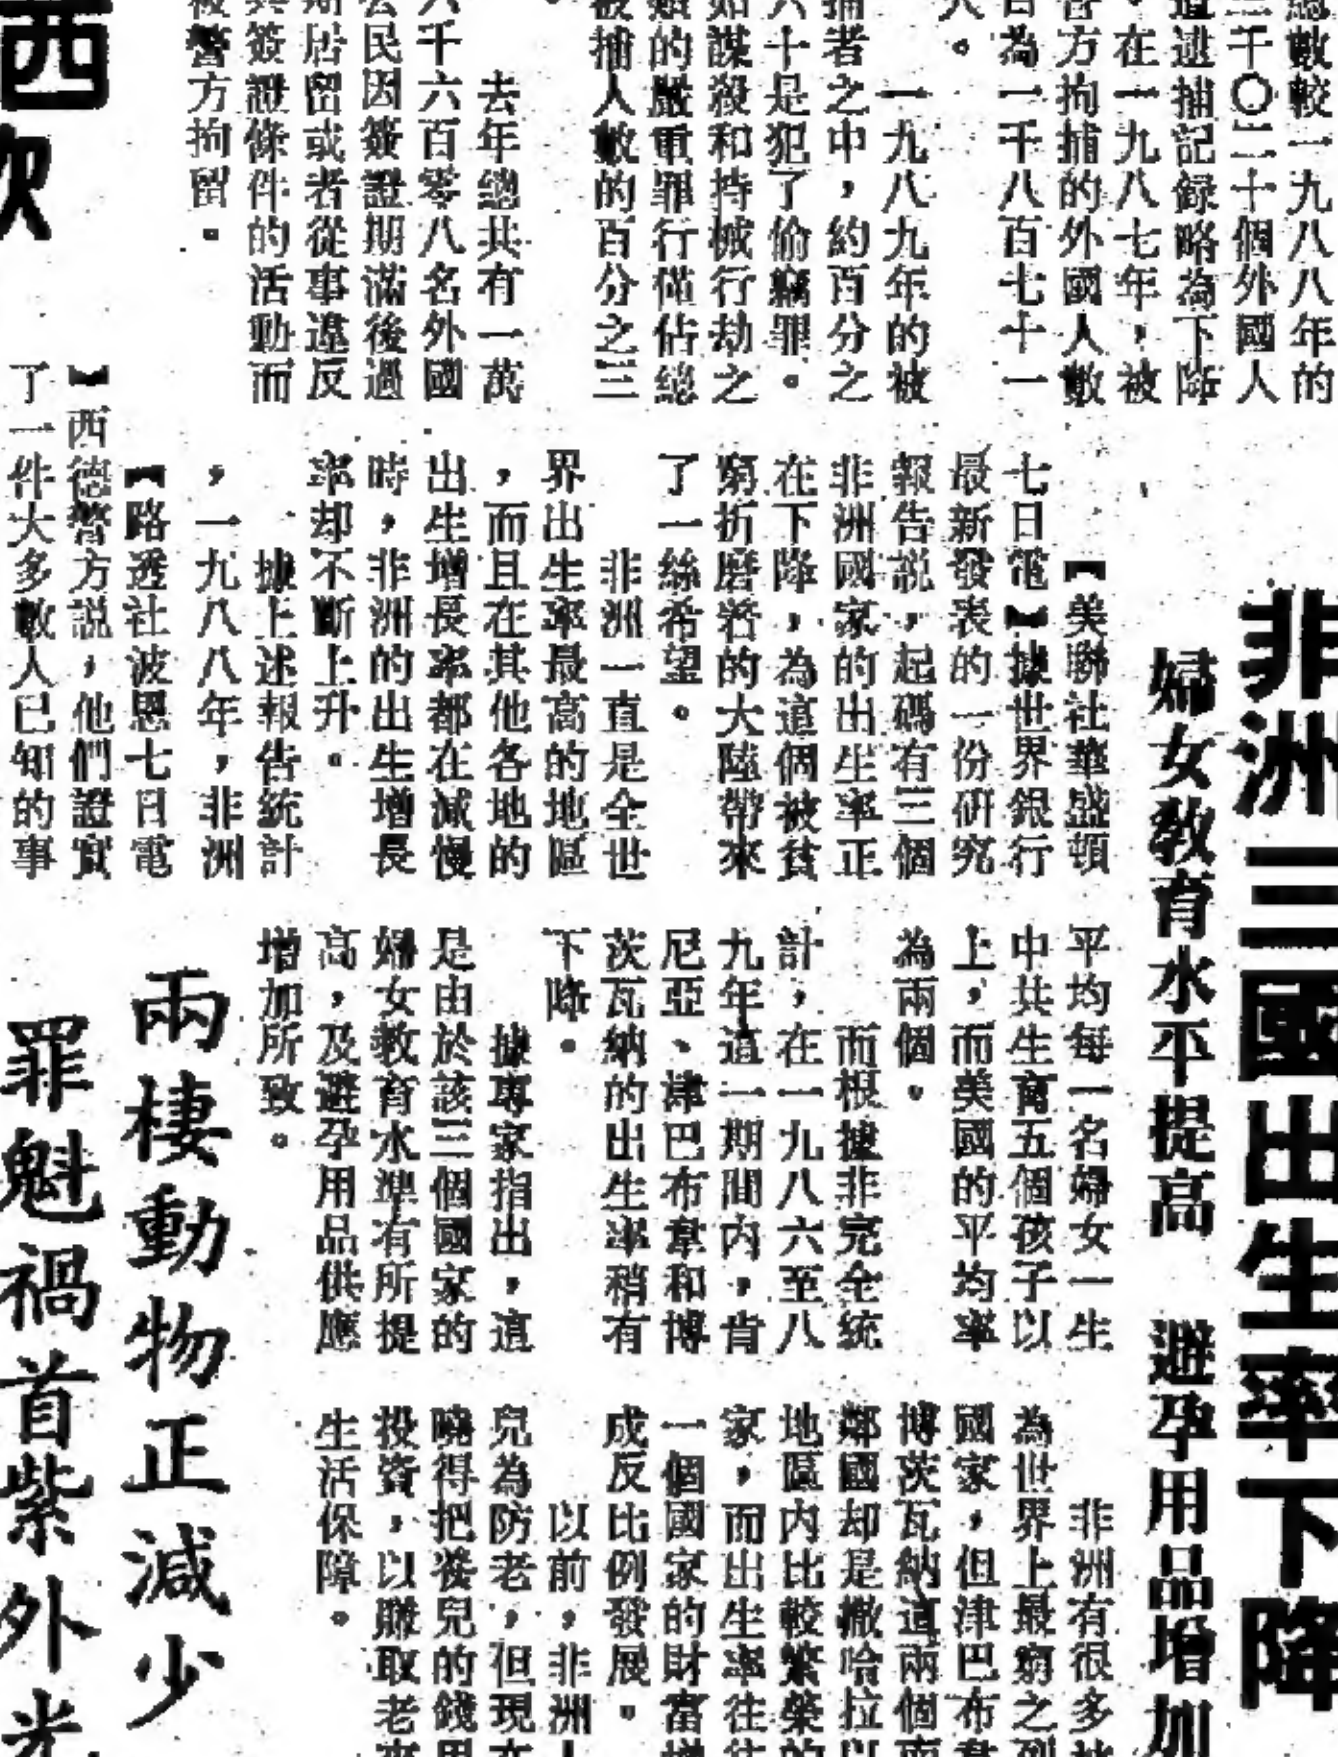 總數較一九八八年的
三千〇二十個外國人
遭逮捕記録略為下降
。在一九八七年，被
警方拘捕的外國人數
目為一千八百七十一
人。
一九八九年的被
捕者之中，約百分之
六十是犯了偷竊罪。
如謀殺和持械行劫之
類的嚴重罪行僅佔總
被捕人數的百分之三
。
去年總共有一萬
六千六百零八名外國
公民因簽證期滿後過
期居留或者從事違反
其簽證條件的活動而
被警方拘留。
非洲三國出生率下降
婦女教育水平提高　避孕用品增加
【美聯社華盛頓
七日電】據世界銀行
最新發表的一份研究
報告説，起碼有三個
非洲國家的出生率正
在下降，為這個被貧
窮折磨着的大陸帶來
了一絲希望。
非洲一直是全世
界出生率最高的地區
，而且在其他各地的
出生增長率都在減慢
時，非洲的出生增長
率却不斷上升。
據上述報告統計
，一九八八年，非洲
平均每一名婦女一生
中共生育五個孩子以
上，而美國的平均率
為兩個。
而根據非完全統
計，在一九八六至八
九年這一期間内，肯
尼亞、津巴布韋和博
茨瓦納的出生率稍有
下降。
據專家指出，這
是由於該三個國家的
婦女教育水準有所提
高，及避孕用品供應
增加所致。
非洲有很多被
為世界上最窮之列
國家，但津巴布韋
博茨瓦納這兩個南
鄰國却是撒哈拉以
地區内比較繁榮的
家，而出生率往往
一個國家的財富增
成反比例發展。
以前，非洲人
兒為防老，但現在
曉得把養兒的錢用
投資，以賺取老來
生活保障。
兩棲動物正減少
罪魁禍首紫外光
【路透社波恩七日電
】西德警方説，他們證實
了一件大多數人已知的事
西